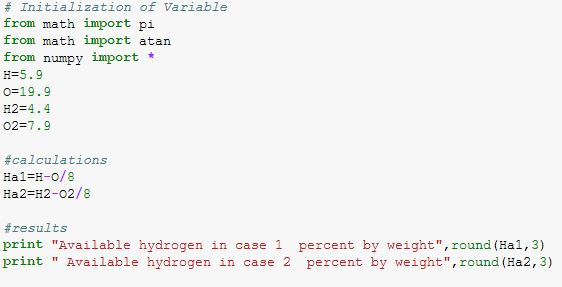 # Initialization of Variable
from math import pi
from math import atan
from numpy import *
H=5.9
O=19.9
H2=4.4
O2=7.9
#calculations
Ha1=H-O/8
Ha2=H2-O2/8
#results
print "Available hydrogen in case 1  percent by weight",round(Ha1,3)
print " Available hydrogen in case 2  percent by weight",round(Ha2,3)